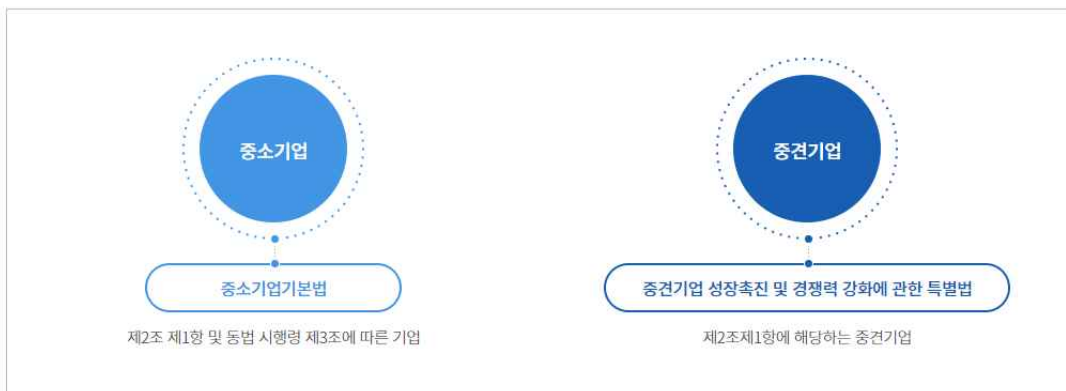 중소기업
중견기업
중소기업기본법
중견기업 성장촉진 및 경쟁력 강화에 관한 특별법
제2조 제1항 및 동법 시행령 제3조에 따른 기업
제2조제1항에 해당하는 중견기업